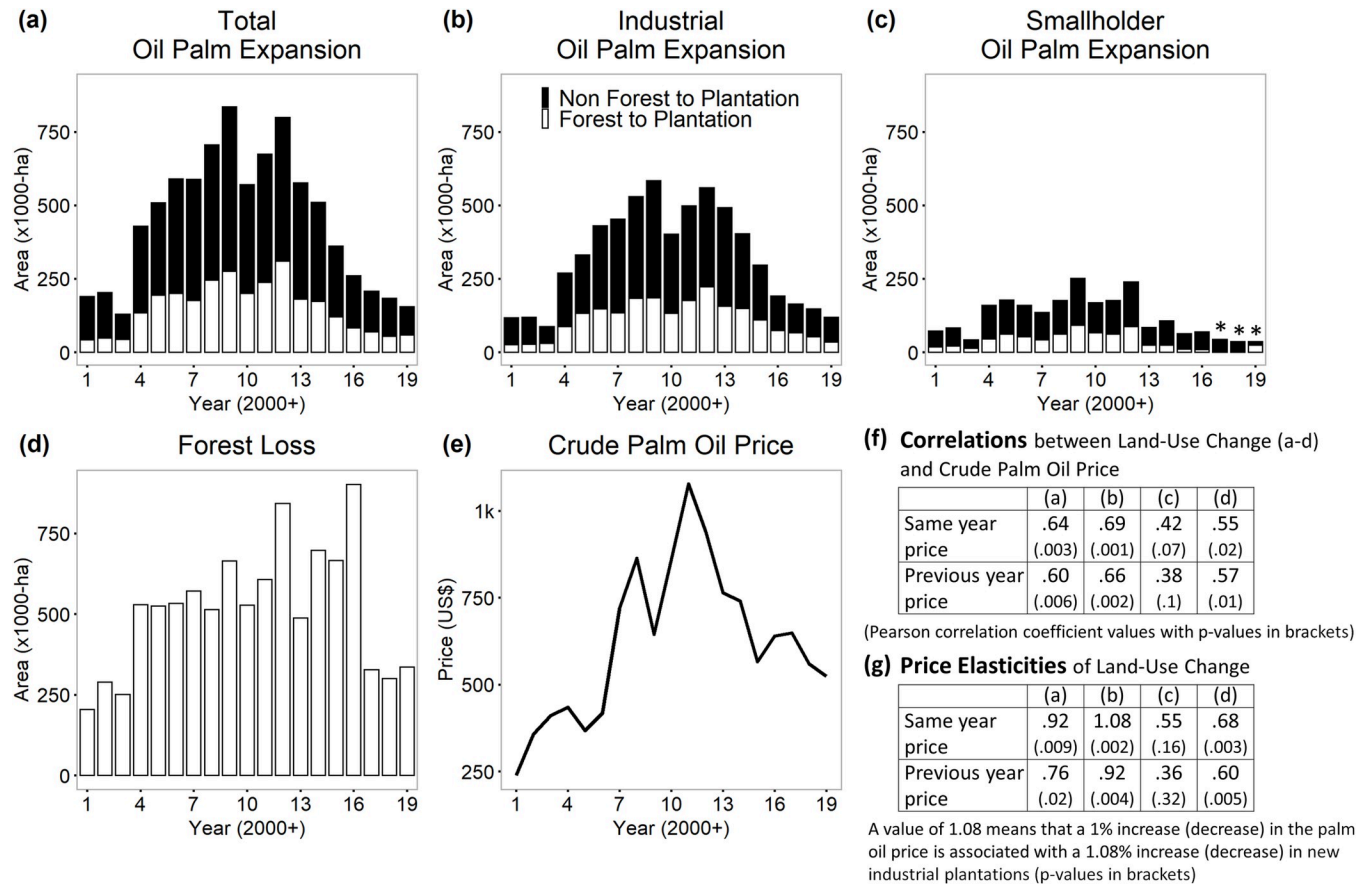 (a) Total
Oil Palm Expansion
Area (x1000-ha)
750
500
250
0
1 4 7 10 13 16 19
Year (2000+)
(b) Industrial
Oil Palm Expansion
Non Forest to Plantation
Forest to Plantation
Area (x1000-ha)
750
500
250
0
1 4 7 10 13 16 19
Year (2000+)
(c) Smallholder
Oil Palm Expansion
Area (x1000-ha)
750
500
250
0
* * *
1 4 7 10 13 16 19
Year (2000+)
(d) Forest Loss
Area (x1000-ha)
750
500
250
0
1 4 7 10 13 16 19
Year (2000+)
(e) Crude Palm Oil Price
Price (US$)
1k
750
500
250
1 4 7 10 13 16 19
Year (2000+)
(f) Correlations between Land-Use Change (a-d)
and Crude Palm Oil Price
(a) (b) (c) (d)
Same year .64 .69 .42 .55
price (.003) (.001) (.07) (.02)
Previous year .60 .66 .38 .57
price (.006) (.002) (.1) (.01)
(Pearson correlation coefficient values with p-values in brackets)
(g) Price Elasticities of Land-Use Change
(a) (b) (c) (d)
Same year .92 1.08 .55 .68
price (.009) (.002) (.16) (.003)
Previous year .76 .92 .36 .60
price (.02) (.004) (.32) (.005)
A value of 1.08 means that a 1% increase (decrease) in the palm
oil price is associated with a 1.08% increase (decrease) in new
industrial plantations (p-values in brackets)